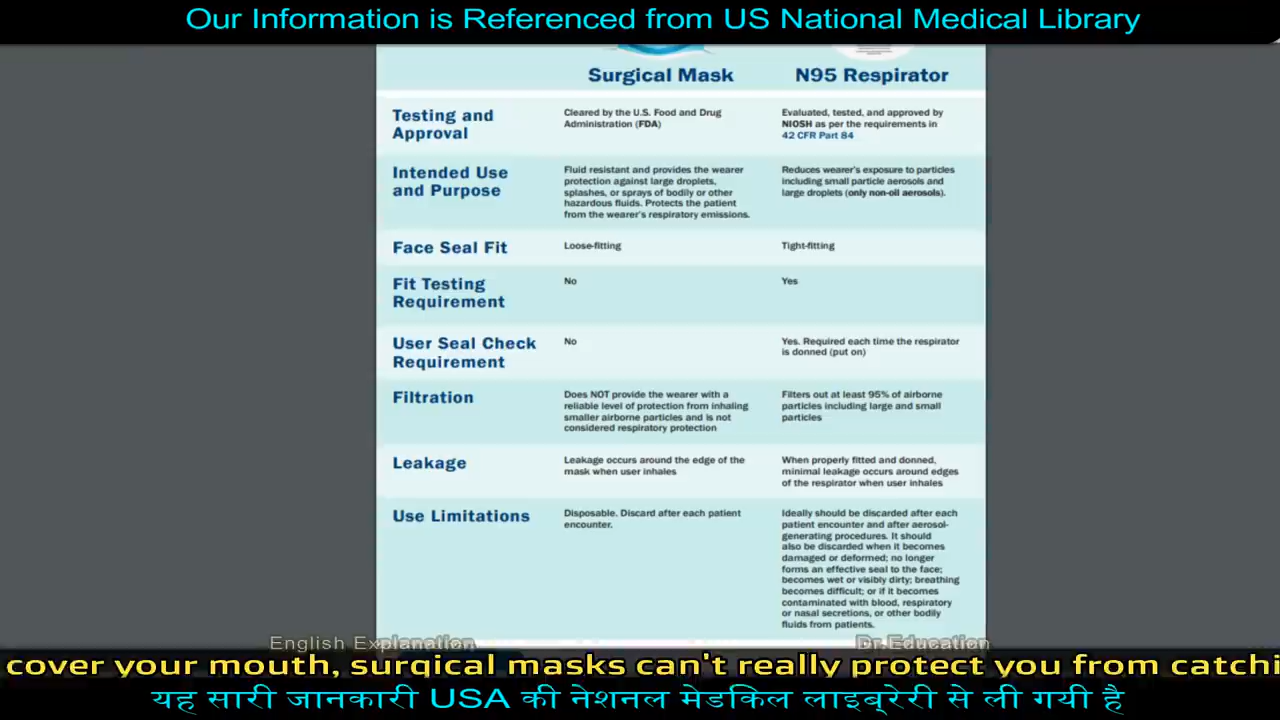 Our Information is Referenced from US National Medical Library
Surgical Mask
N95 Respirator
Testing and
Approval
Cleared by the U.S. Food and Drug
Administration (FDA)
Evaluated, tested, and approved by
NIOSH as per the requirements in
42 CFR Part 84
Intended Use
and Purpose
Fluid resistant and provides the wearer
protection against large droplets,
splashes, or sprays of bodily or other
hazardous fluids. Protects the patient
from the wearer's respiratory emissions.
Reduces wearer's exposure to particles
including small particle aerosols and
large droplets (only non-oil aerosols).
Face Seal Fit
Loose-fitting
Tight-fitting
Fit Testing
Requirement
No
Yes
User Seal Check
Requirement
No
Yes. Required each time the respirator
is donned (put on)
Filtration
Does NOT provide the wearer with a
reliable level of protection from inhaling
smaller airborne particles and is not
considered respiratory protection
Filters out at least 95% of airborne
particles including large and small
particles
Leakage
Leakage occurs around the edge of the
mask when user inhales
When properly fitted and donned,
minimal leakage occurs around edges
of the respirator when user inhales
Use Limitations
Disposable. Discard after each patient
encounter.
Ideally should be discarded after each
patient encounter and after aerosol-
generating procedures. It should
also be discarded when it becomes
damaged or deformed; no longer
forms an effective seal to the face;
becomes wet or visibly dirty; breathing
becomes difficult; or if it becomes
contaminated with blood, respiratory
or nasal secretions, or other bodily
fluids from patients.
English Explanation
Dr.Education
cover your mouth, surgical masks can't really protect you from catchi
यह सारी जानकारी USA की नेशनल मेडकिल लाइब्रेरी से ली गयी है